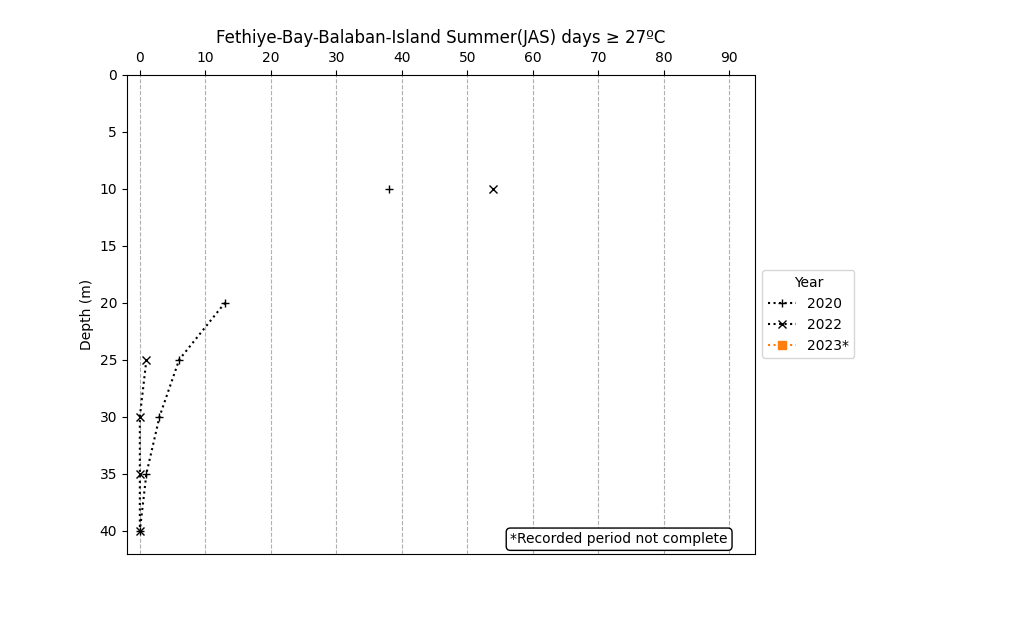 Fethiye-Bay-Balaban-Island Summer(JAS) days ≥ 27ºC
0 10 20 30 40 50 60 70 80 90
0
5
10
15
20
25
30
35
40
Depth (m)
Year
2020
2022
2023*
*Recorded period not complete